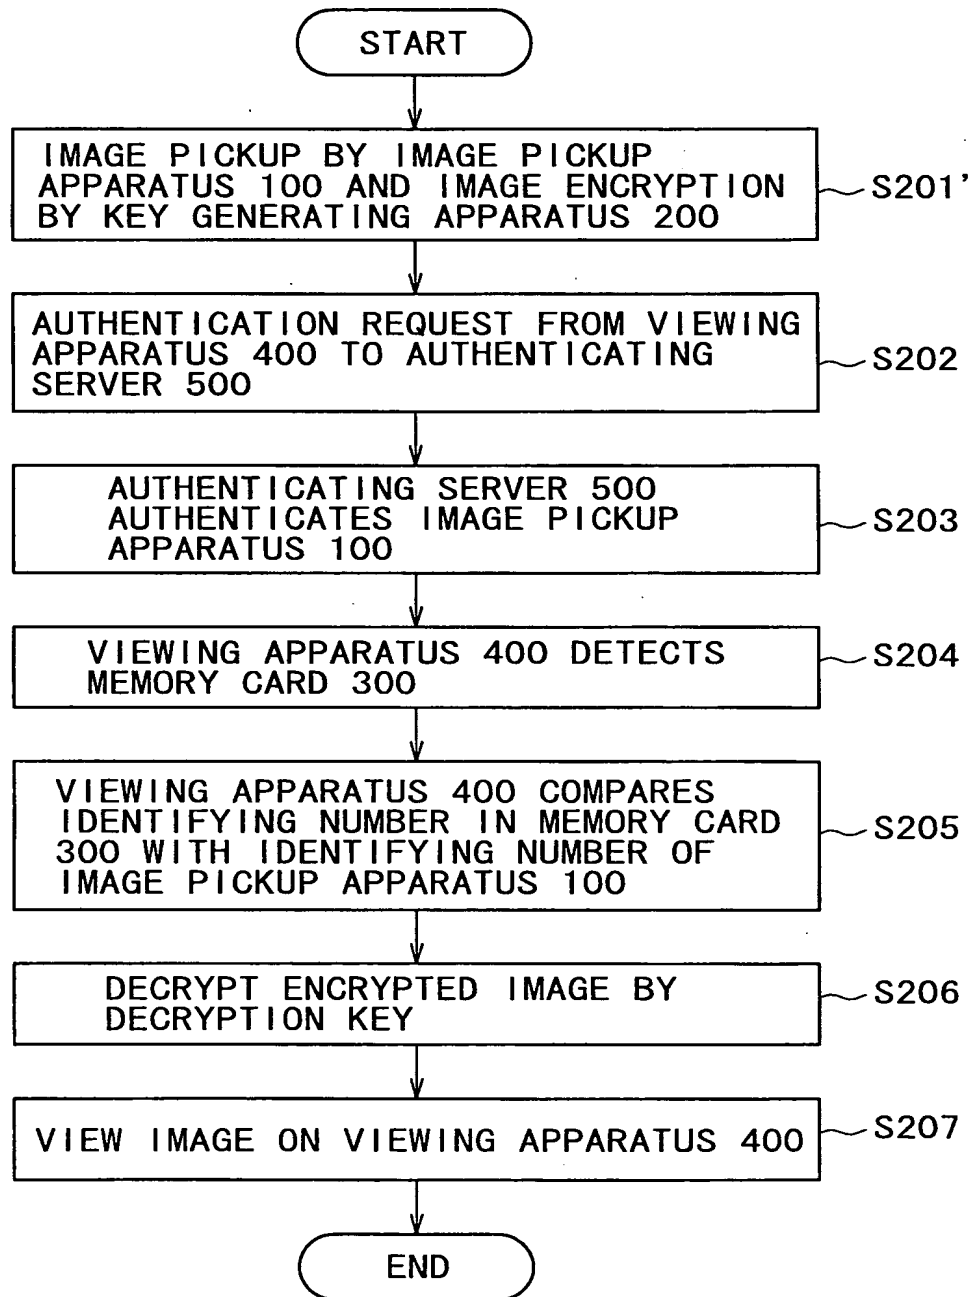 START
IMAGE PICKUP BY IMAGE PICKUP
APPARATUS 100 AND IMAGE ENCRYPTION
BY KEY GENERATING APPARATUS 200
S201'
AUTHENTICATION REQUEST FROM VIEWING
APPARATUS 400 TO AUTHENTICATING
SERVER 500
S202
AUTHENTICATING SERVER 500
AUTHENTICATES IMAGE PICKUP
APPARATUS 100
S203
VIEWING APPARATUS 400 DETECTS
MEMORY CARD 300
S204
VIEWING APPARATUS 400 COMPARES
IDENTIFYING NUMBER IN MEMORY CARD
300 WITH IDENTIFYING NUMBER OF
IMAGE PICKUP APPARATUS 100
S205
DECRYPT ENCRYPTED IMAGE BY
DECRYPTION KEY
S206
VIEW IMAGE ON VIEWING APPARATUS 400
S207
END